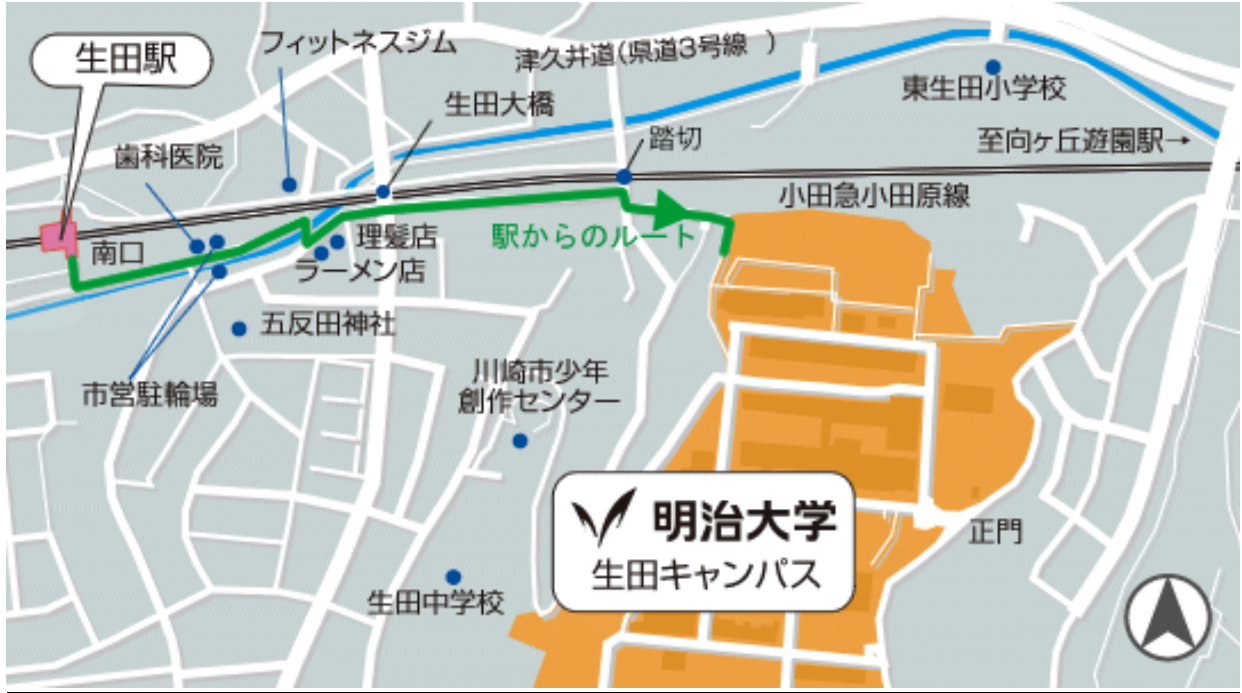 フィットネスジム
津久井道(県道3号線 )
生田駅
東生田小学校
生田大橋
踏切
至向ヶ丘遊園駅→
歯科医院
小田急小田原線
南口
理髪店
駅からのルート
ラーメン店
五反田神社
川崎市少年
創作センター
市営駐輪場
明治大学
生田キャンパス
正門
生田中学校